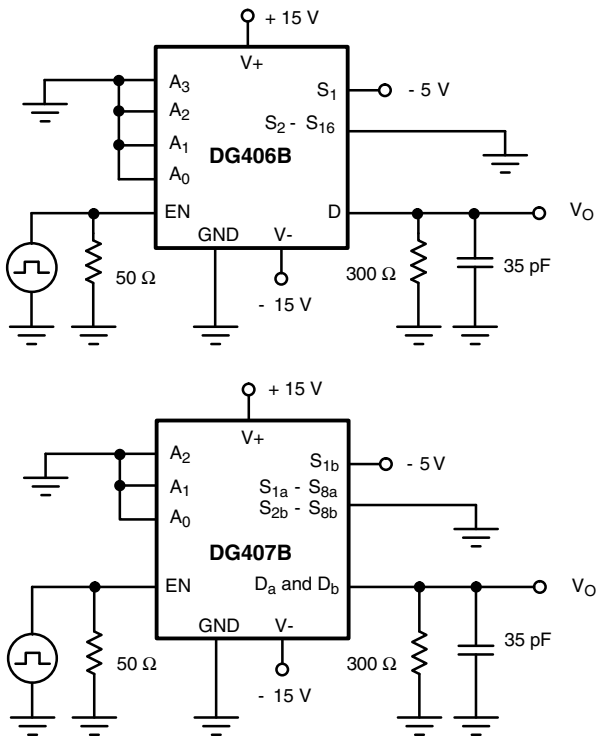 + 15 V
V+
A3
S1
- 5 V
A2
S2 - S16
A1
DG406B
A0
EN
D
VO
GND
V-
50 Ω
300 Ω
35 pF
- 15 V
+ 15 V
V+
A2
S1b
- 5 V
A1
S1a - S8a
S2b - S8b
A0
DG407B
EN
Da and Db
VO
GND
V-
50 Ω
300 Ω
35 pF
- 15 V